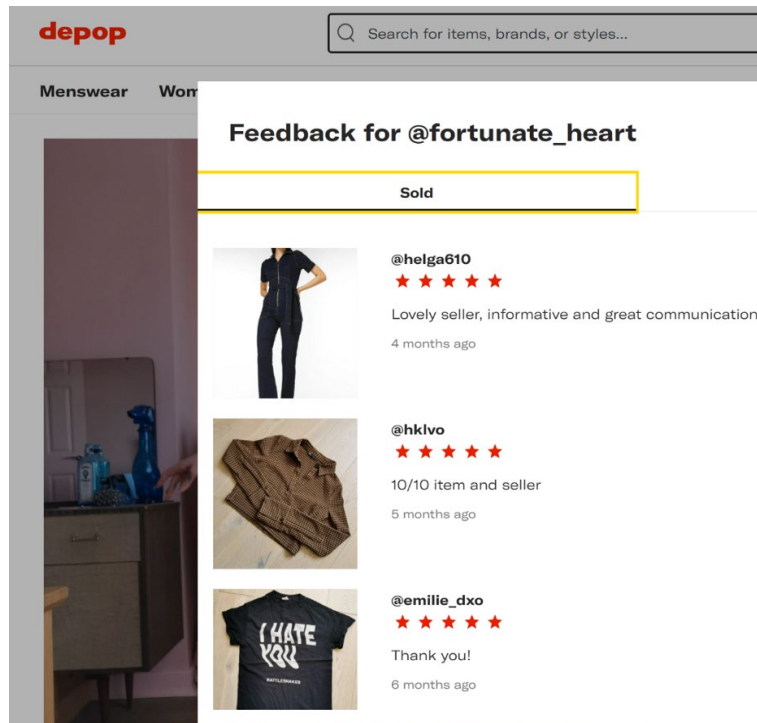 depop
Search for items, brands, or styles...
Menswear
Feedback for @fortunate_heart
Sold
@helga610
Lovely seller, informative and great communication
4 months ago
@hklvo
10/10 item and seller
5 months ago
I HATE
YOU
RATTLESNAKES
@emilie_dxo
Thank you!
6 months ago